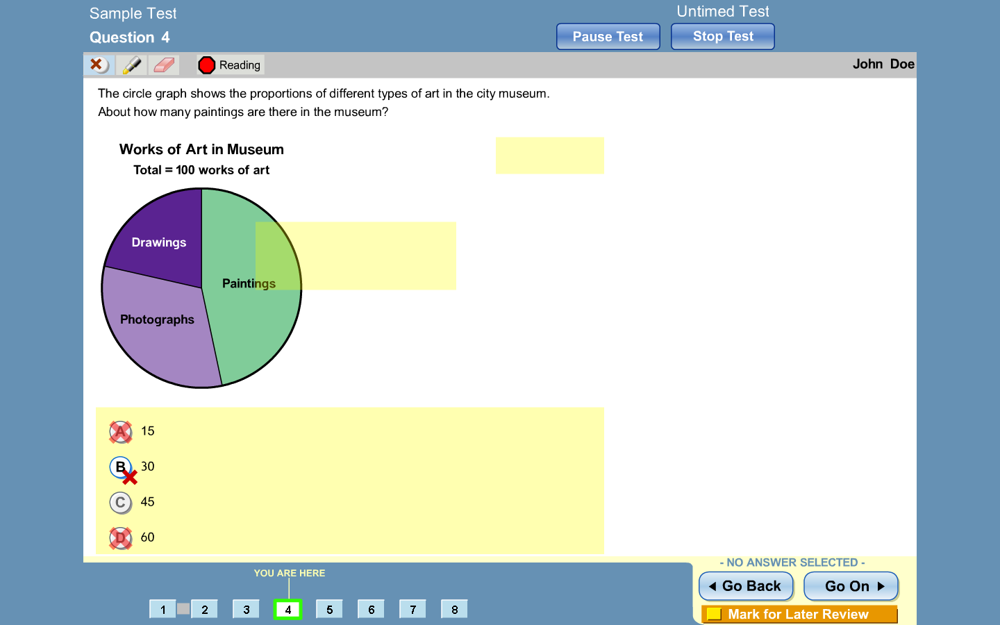 Sample Test
Untimed Test
Question 4
Pause Test
Stop Test
Reading
John Doe
The circle graph shows the proportions of different types of art in the city museum.
About how many paintings are there in the museum?
Works of Art in Museum
Total = 100 works of art
Drawings
Paintings
Photographs
A 15
B 30
C 45
D 60
- NO ANSWER SELECTED -
YOU ARE HERE
Go Back
Go On
1 2 3 4 5 6 7 8
Mark for Later Review